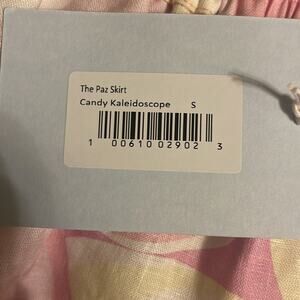 The Paz Skirt
Candy Kaleidoscope S
1 00610 02902 3